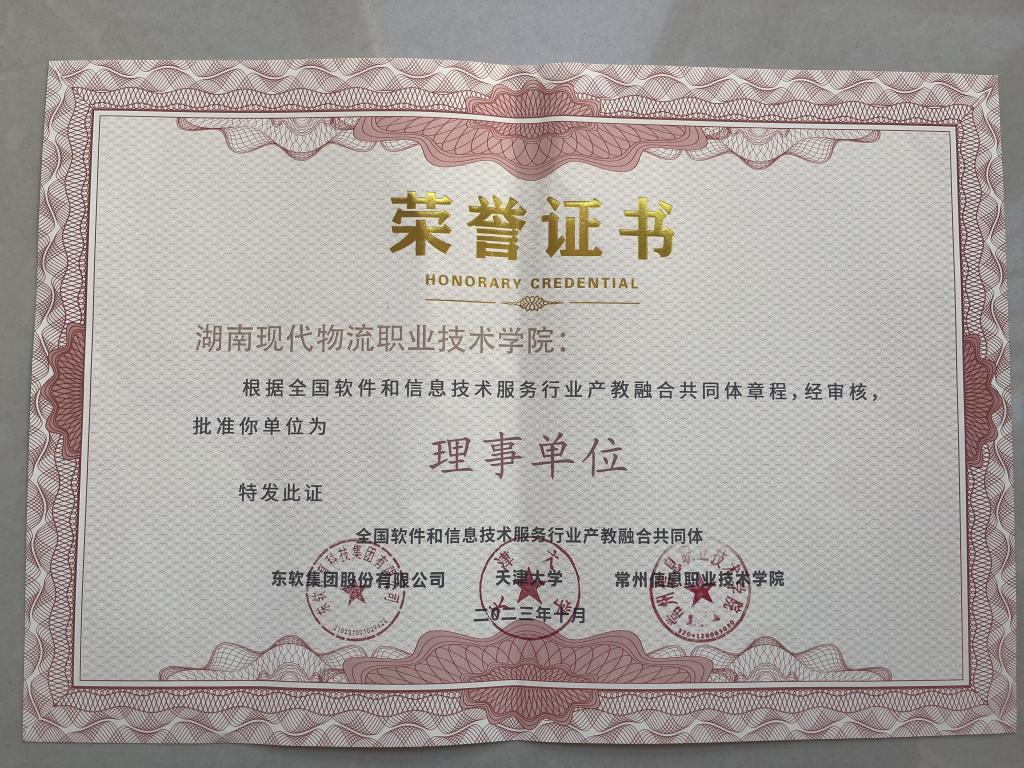 荣誉证书
HONORARY CREDENTIAL
湖南现代物流职业技术学院：
根据全国软件和信息技术服务行业产教融合共同体章程，经审核，
批准你单位为
理事单位
特发此证
全国软件和信息技术服务行业产教融合共同体
东软集团股份有限公司 天津大学 常州信息职业技术学院
二〇二三年十月